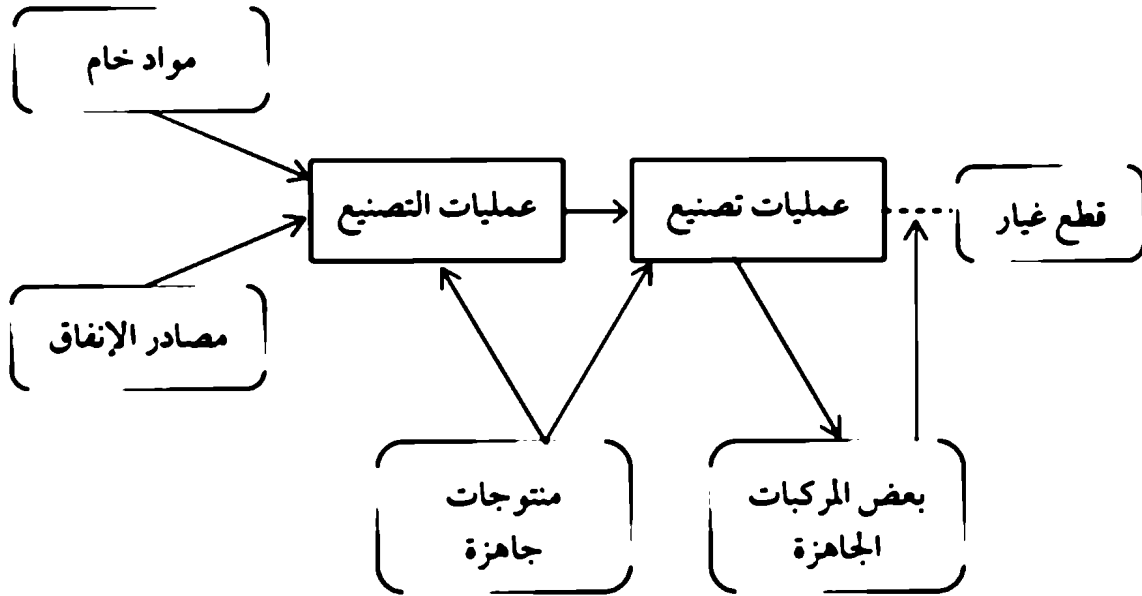 مواد خام
عمليات التصنيع
عمليات تصنيع
قطع غيار
مصادر الإنفاق
منتوجات
جاهزة
بعض المركبات
الجاهزة